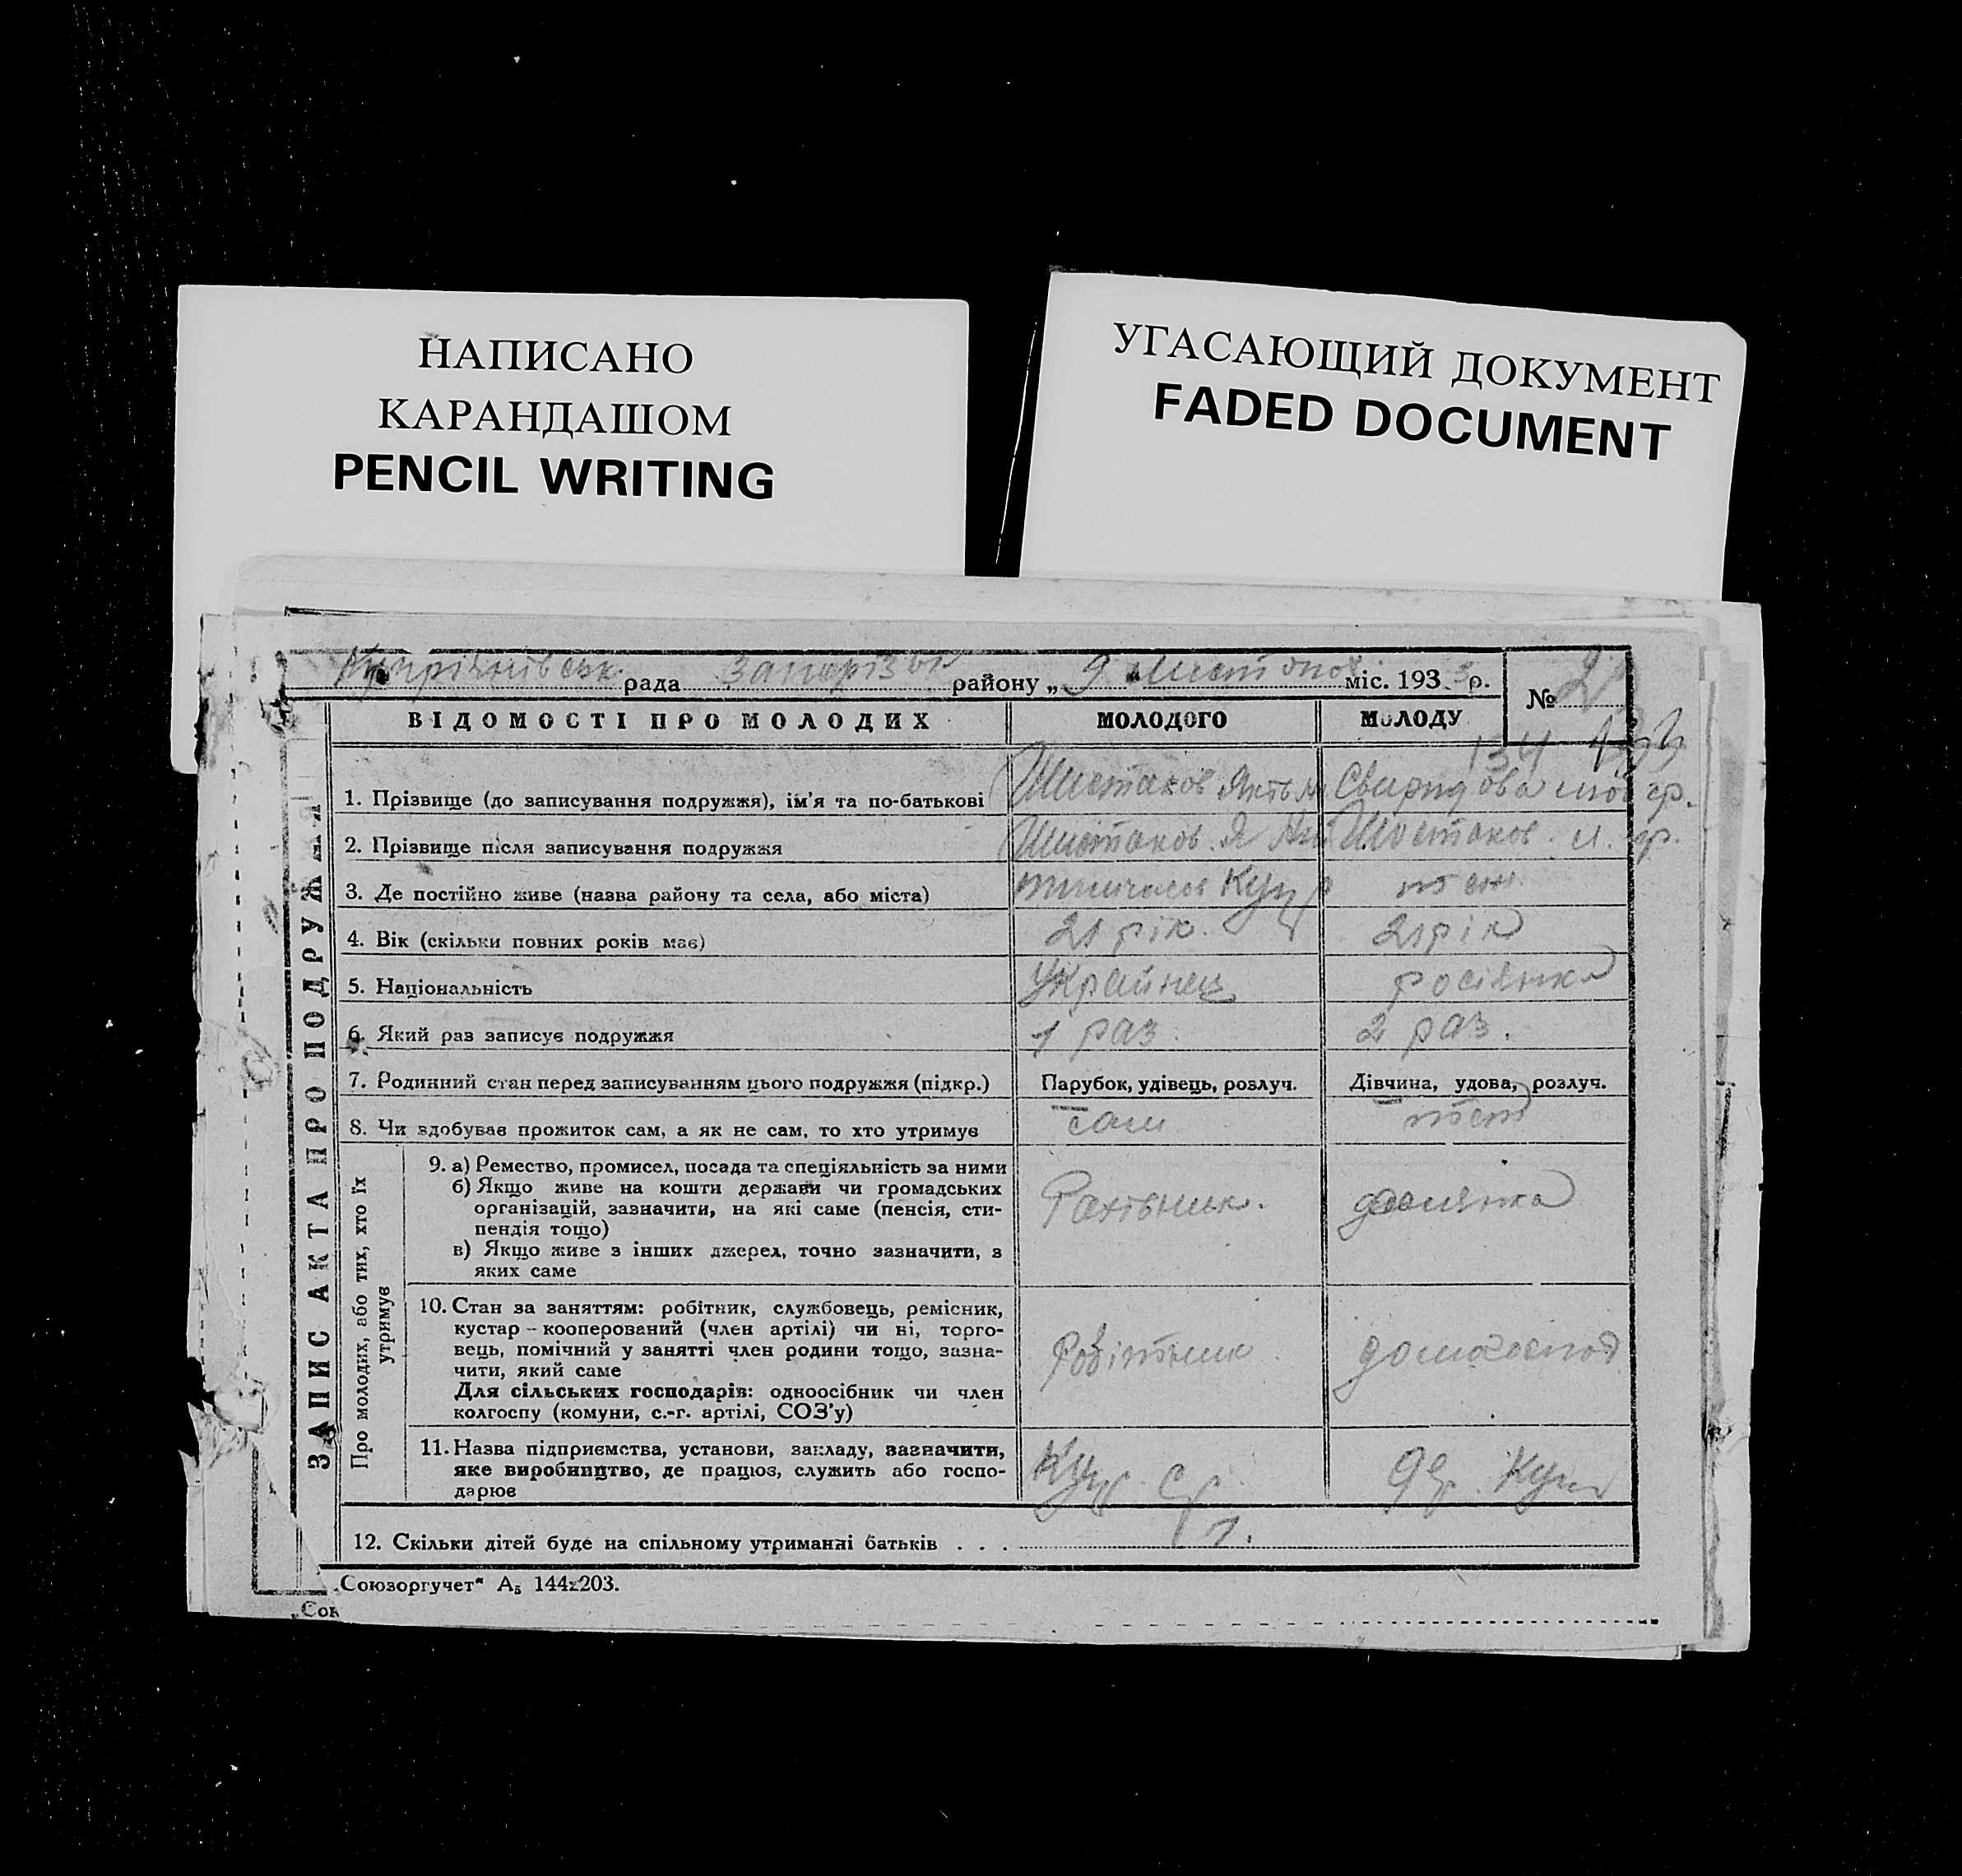 НАПИСАНО
КАРАНДАШОМ
PENCIL WRITING
УГАСАЮЩИЙ ДОКУМЕНТ
FADED DOCUMENT
Купріянівськ. рада району „9 міс. 1933 р.
№ 2
ВІДОМОСТІ ПРО МОЛОДИХ МОЛОДОГО МОЛОДУ
134
1. Прізвище (до записування подружжя), ім'я та по-батькові
2. Прізвище після записування подружжя
3. Де постійно живе (назва району та села, або міста)
4. Вік (скільки повних років має) 21 рік. 21 рік
5. Національність Українец росіянка
6. Який раз записує подружжя 1 раз. 2 раз.
7. Родинний стан перед записуванням цього подружжя (підкр.) Парубок, удівець, розлуч. Дівчина, удова, розлуч.
8. Чи здобуває прожиток сам, а як не сам, то хто утримує сам
9. а) Ремество, промисел, посада та спеціяльність за ними
б) Якщо живе на кошти держави чи громадських
організацій, зазначити, на які саме (пенсія, сти-
пендія тощо)
в) Якщо живе з інших джерел, точно зазначити, з
яких саме
10. Стан за заняттям: робітник, службовець, ремісник,
кустар – кооперований (член артілі) чи ні, торго-
вець, помічний у занятті член родини тощо, зазна-
чити, який саме
Для сільських господарів: одноосібник чи член
колгоспу (комуни, с.-г. артілі, СОЗ'у)
робітник домогоспод
11. Назва підприємства, установи, закладу, зазначити,
яке виробництво, де працює, служить або госпо-
дарює
12. Скільки дітей буде на спільному утриманні батьків . . . 1.
ЗАПИС АКТА ПРО ПОДРУЖЖЯ
Про молодих, або тих, хто їх
утримує
„Союзоргучет" А5 144х203.
„Сок